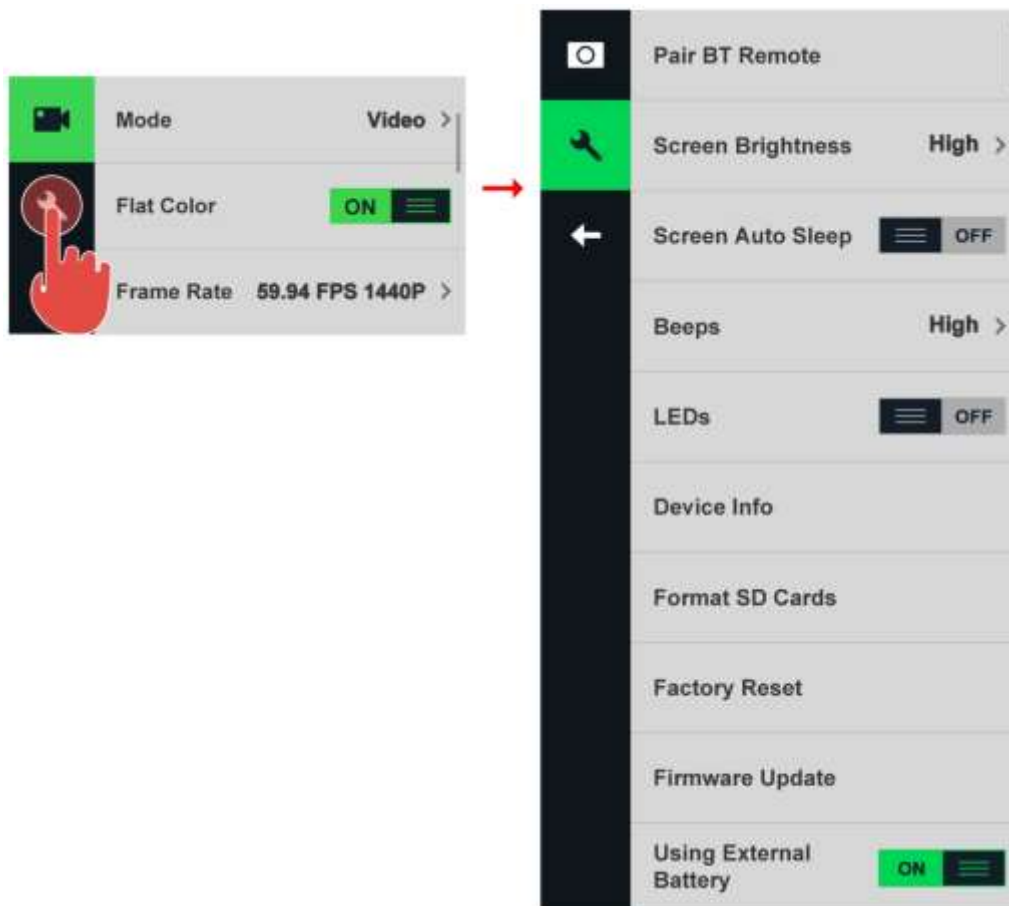 Mode Video >
Flat Color ON
Frame Rate 59.94 FPS 1440P >
Pair BT Remote
Screen Brightness High >
Screen Auto Sleep OFF
Beeps High >
LEDs OFF
Device Info
Format SD Cards
Factory Reset
Firmware Update
Using External
Battery ON